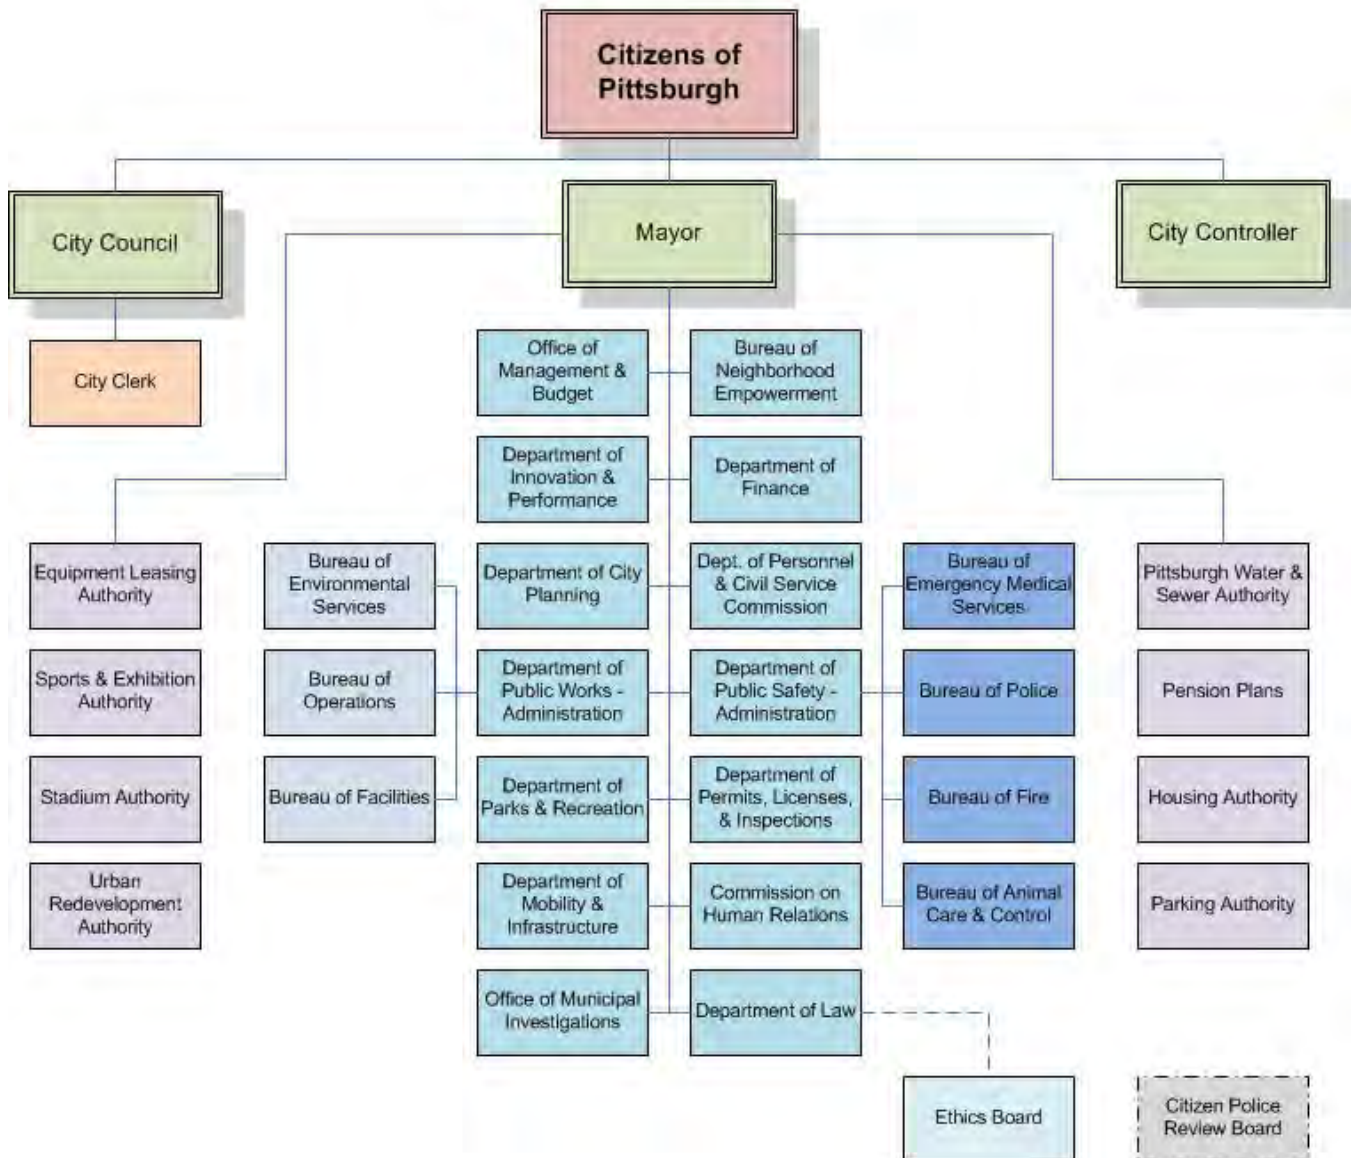 Citizens of
Pittsburgh
City Council
Mayor
City Controller
City Clerk
Office of
Management &
Budget
Bureau of
Neighborhood
Empowerment
Department of
Innovation &
Performance
Department of
Finance
Equipment Leasing
Authority
Bureau of
Environmental
Services
Department of City
Planning
Dept. of Personnel
& Civil Service
Commission
Bureau of
Emergency Medical
Services
Pittsburgh Water &
Sewer Authority
Sports & Exhibition
Authority
Bureau of
Operations
Department of
Public Works -
Administration
Department of
Public Safety -
Administration
Bureau of Police
Pension Plans
Stadium Authority
Bureau of Facilities
Department of
Parks & Recreation
Department of
Permits, Licenses,
& Inspections
Bureau of Fire
Housing Authority
Urban
Redevelopment
Authority
Department of
Mobility &
Infrastructure
Commission on
Human Relations
Bureau of Animal
Care & Control
Parking Authority
Office of Municipal
Investigations
Department of Law
Ethics Board
Citizen Police
Review Board